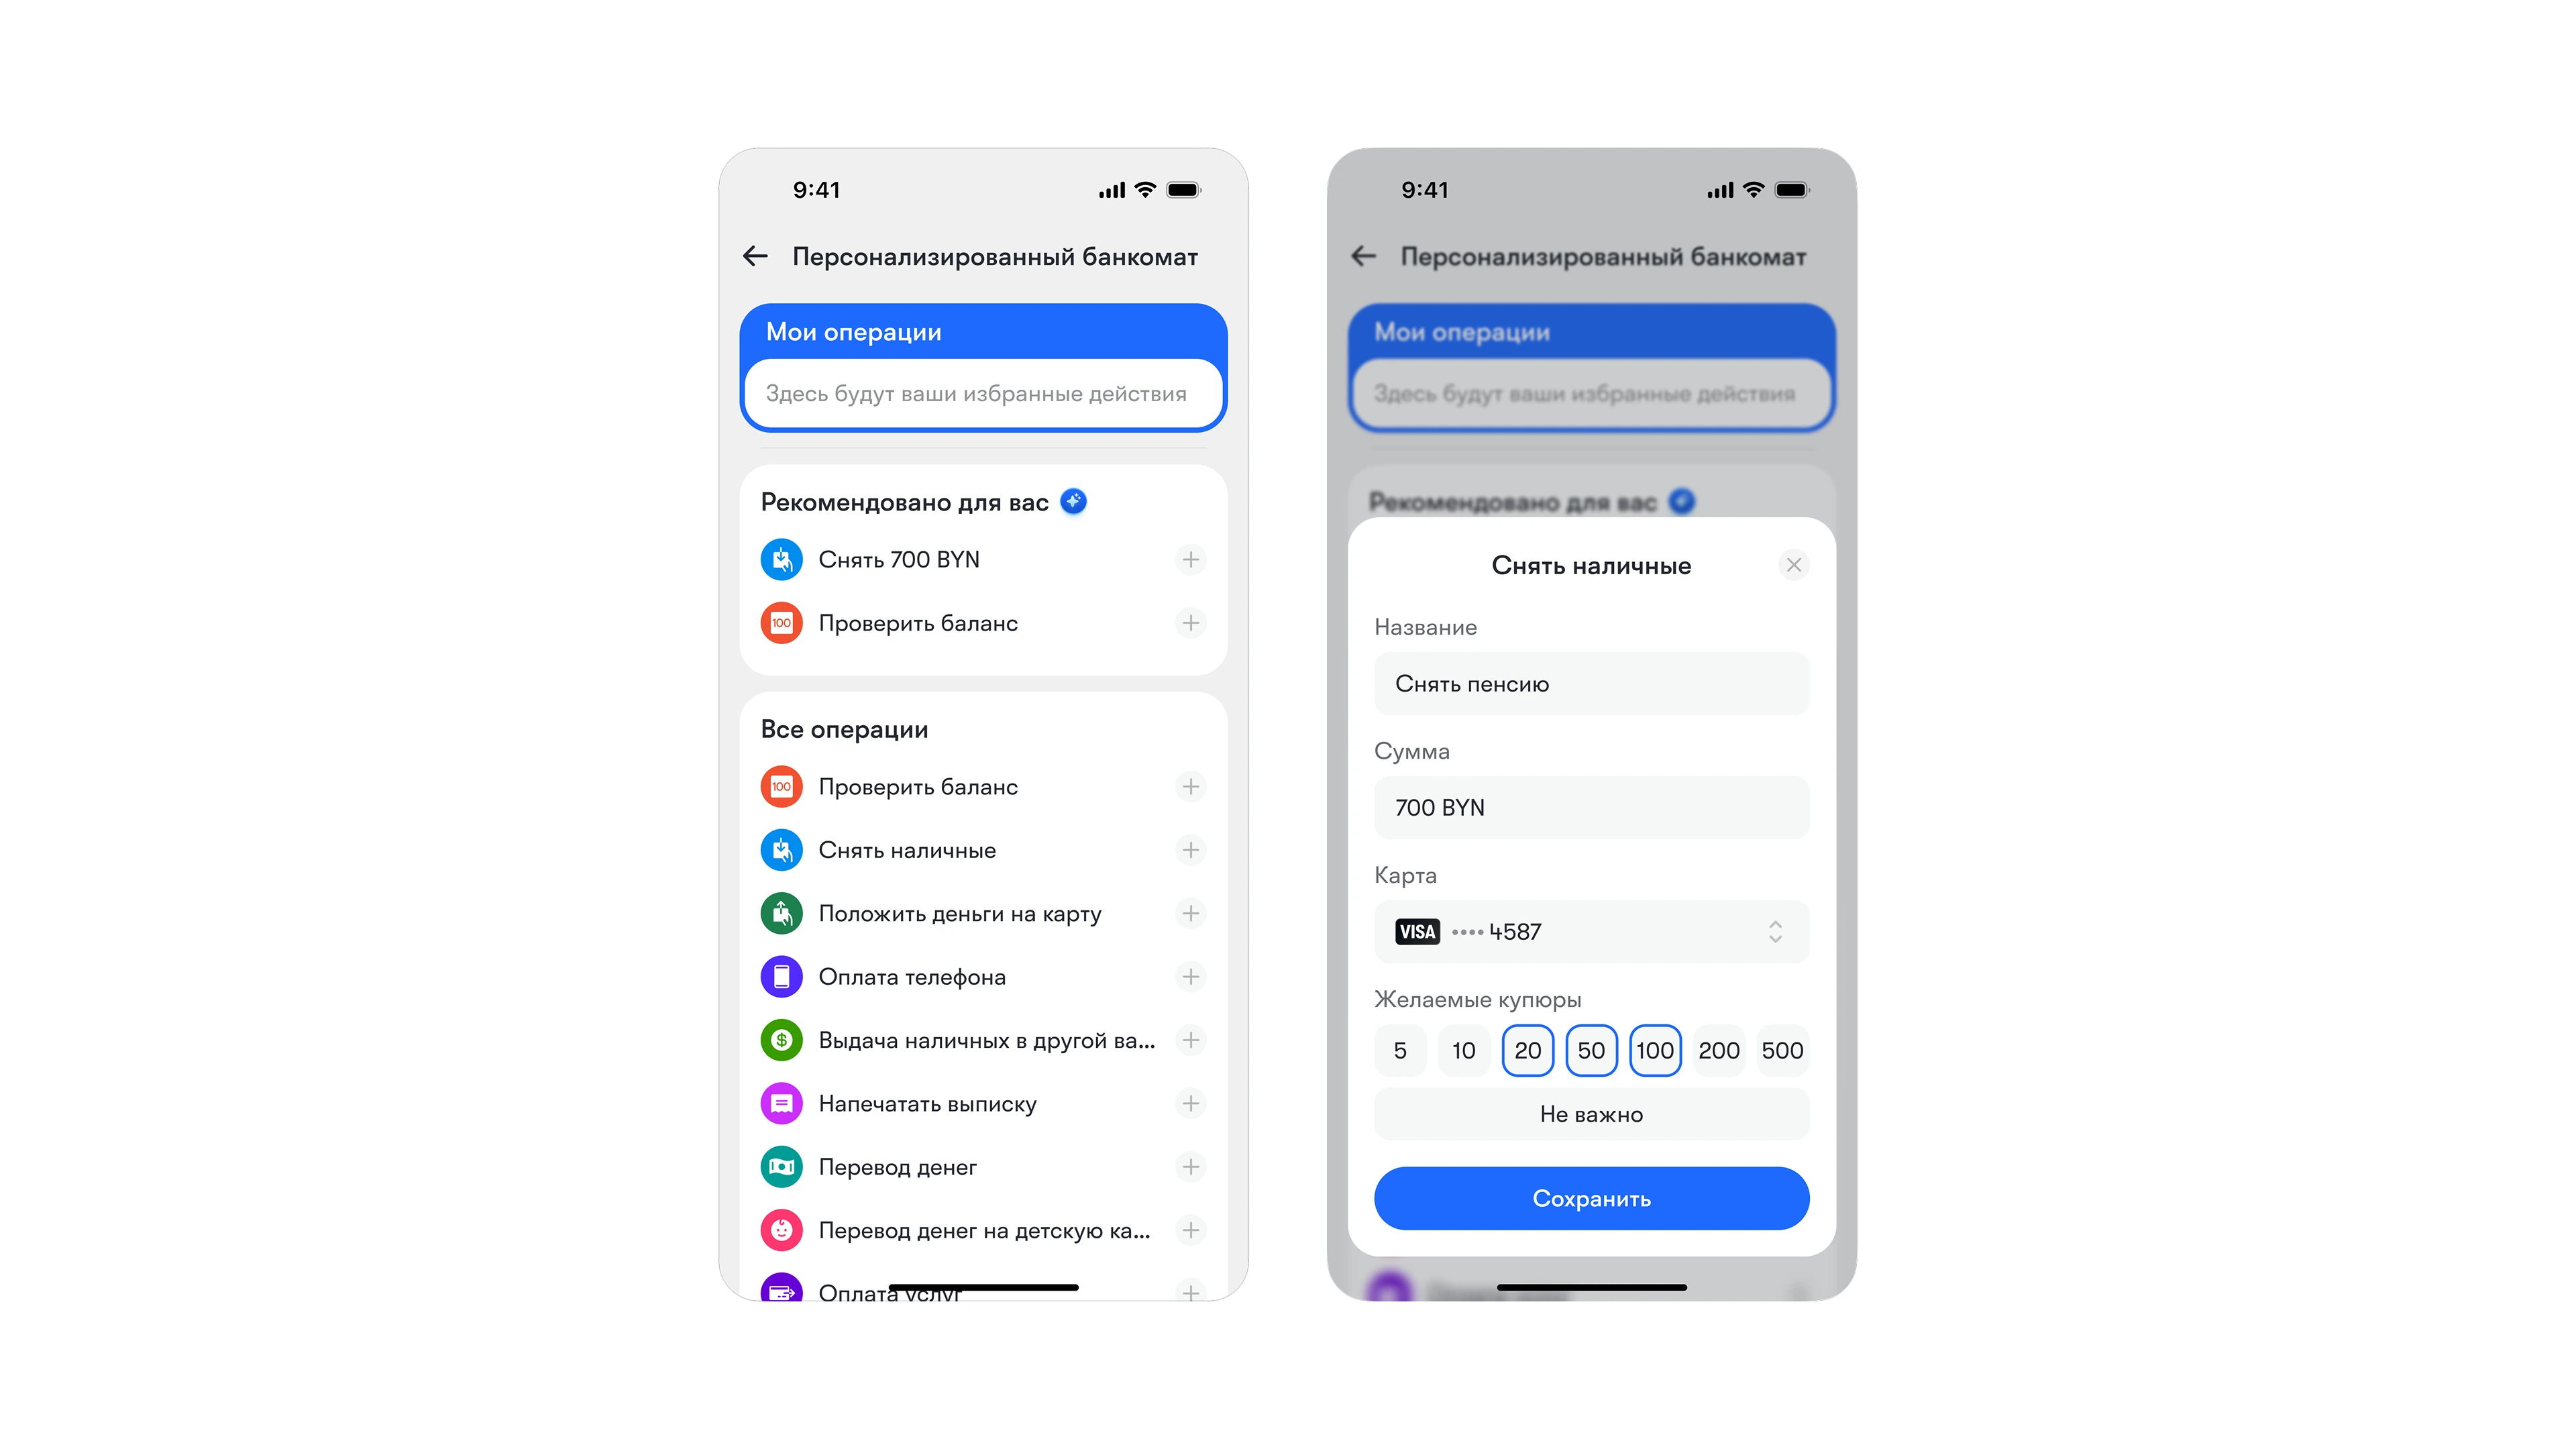 9:41
Персонализированный банкомат
Мои операции
Здесь будут ваши избранные действия
Рекомендовано для вас
Снять 700 BYN
100 Проверить баланс
Все операции
100 Проверить баланс
Снять наличные
Положить деньги на карту
Оплата телефона
$ Выдача наличных в другой ва...
Напечатать выписку
Перевод денег
Перевод денег на детскую ка...
Оплата услуг
9:41
Персонализированный банкомат
Мои операции
Здесь будут ваши избранные действия
Рекомендовано для вас
Снять наличные
Название
Снять пенсию
Сумма
700 BYN
Карта
VISA •••• 4587
Желаемые купюры
5 10 20 50 100 200 500
Не важно
Сохранить